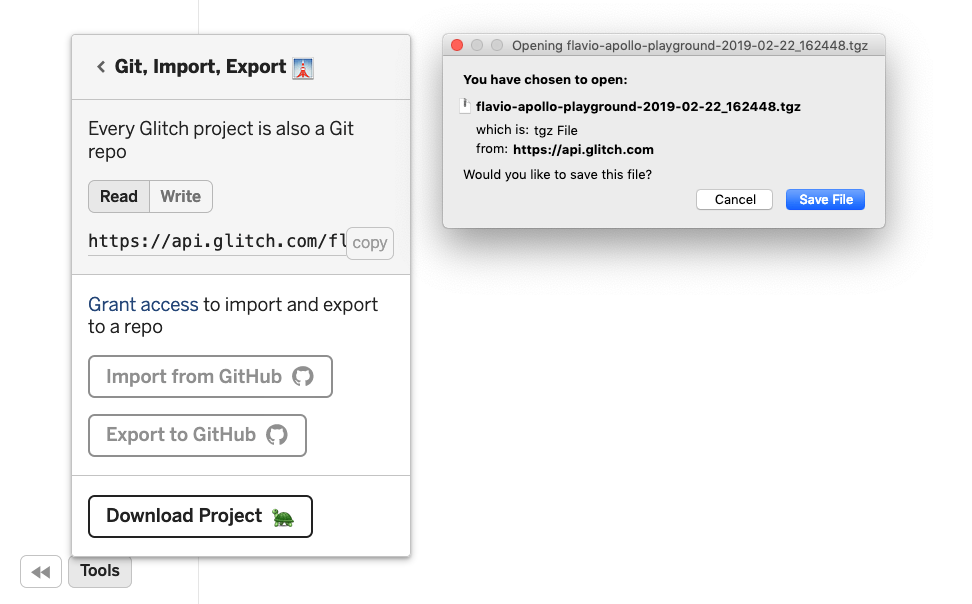 Git, Import, Export
Every Glitch project is also a Git
repo
Read Write
https://api.glitch.com/fl copy
Grant access to import and export
to a repo
Import from GitHub
Export to GitHub
Download Project
Tools
Opening flavio-apollo-playground-2019-02-22_162448.tgz
You have chosen to open:
flavio-apollo-playground-2019-02-22_162448.tgz
which is: tgz File
from: https://api.glitch.com
Would you like to save this file?
Cancel Save File